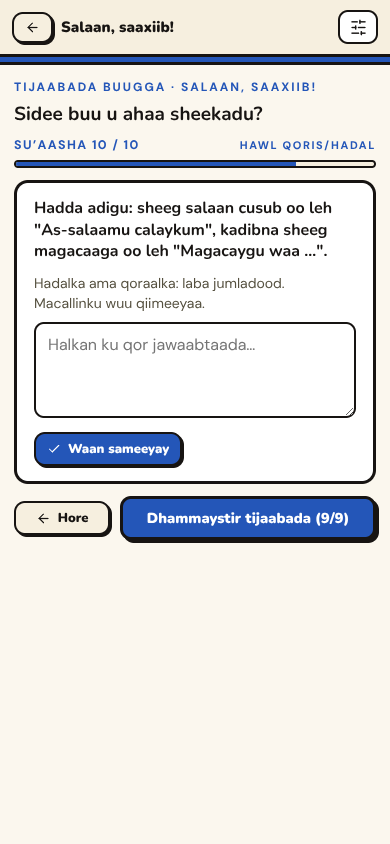 Salaan, saaxiib!
TIJAABADA BUUGGA · SALAAN, SAAXIIB!
Sidee buu u ahaa sheekadu?
SU’AASHA 10 / 10
HAWL QORIS/HADAL
Hadda adigu: sheeg salaan cusub oo leh
"As-salaamu calaykum", kadibna sheeg
magacaaga oo leh "Magacaygu waa ...".
Hadalka ama qoraalka: laba jumladood.
Macallinku wuu qiimeeyaa.
Halkan ku qor jawaabtaada...
Waan sameeyay
Hore
Dhammaystir tijaabada (9/9)